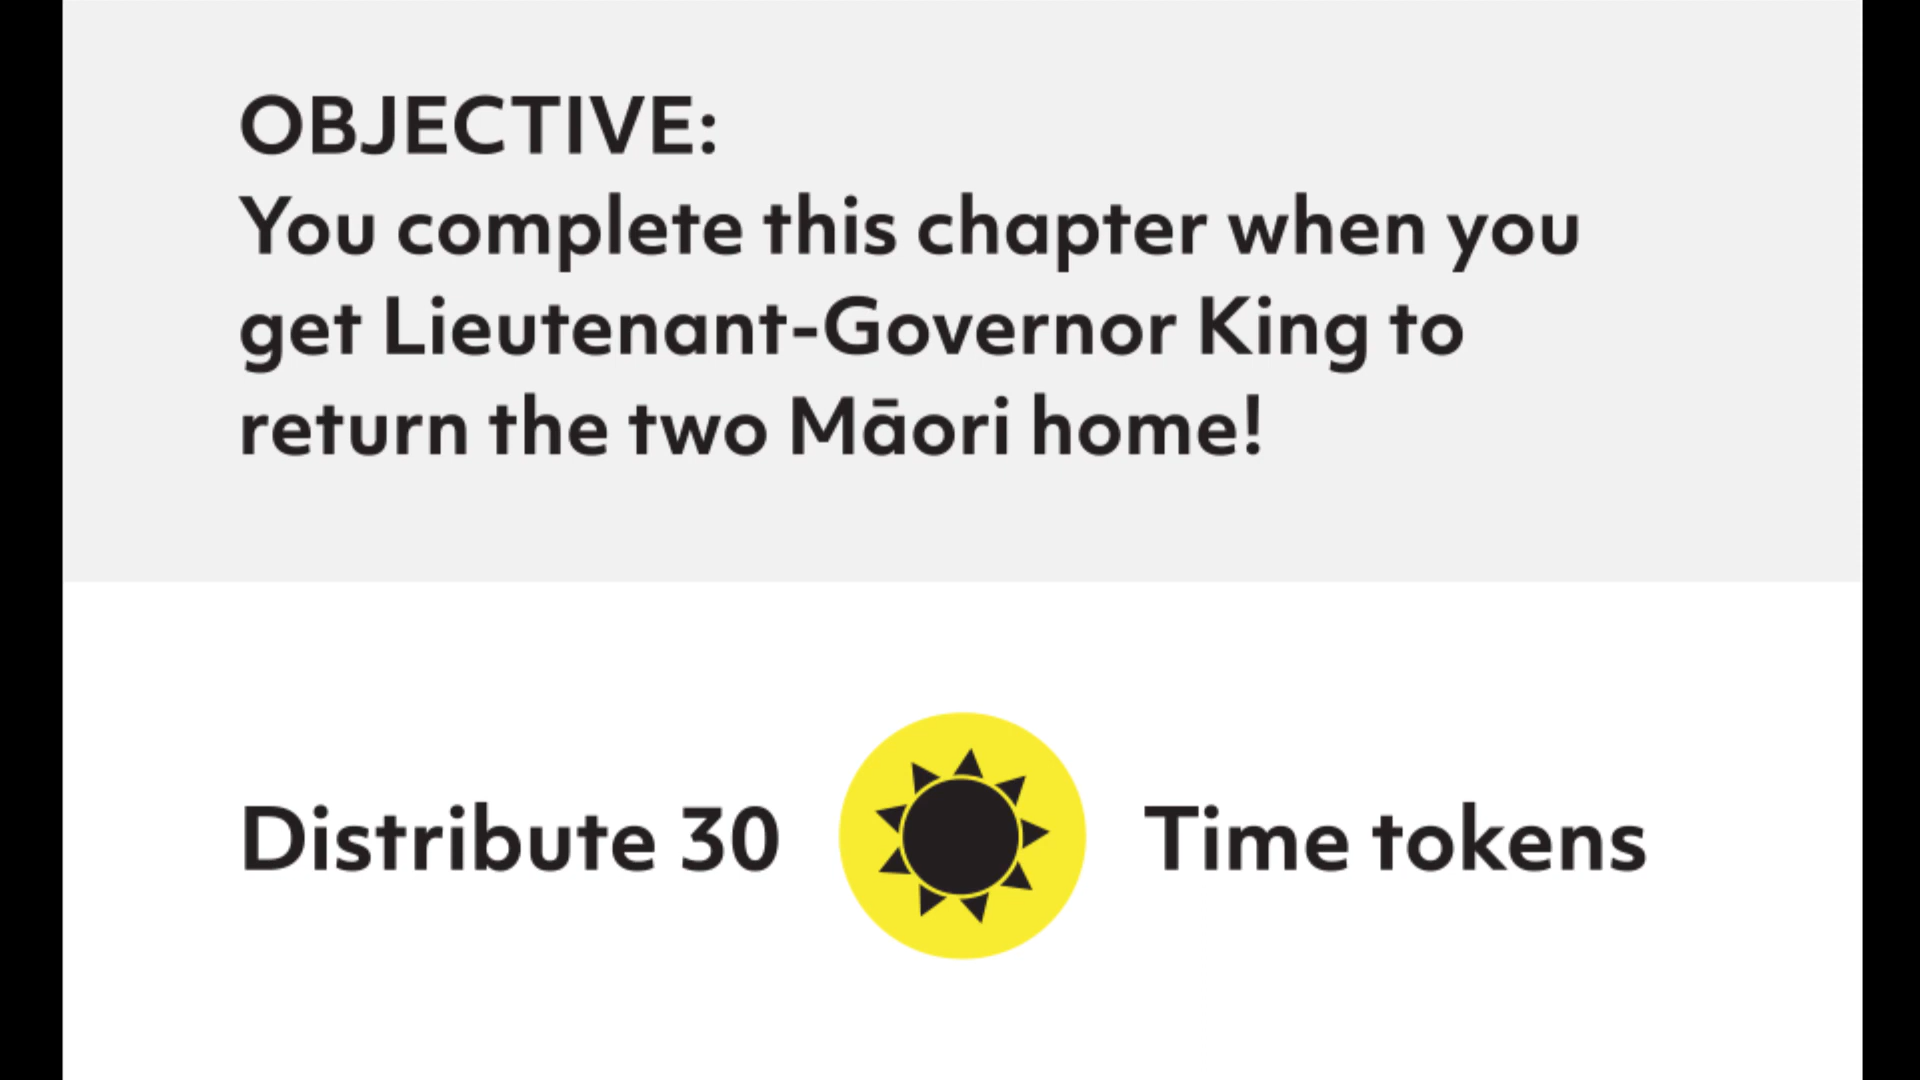 OBJECTIVE:
You complete this chapter when you
get Lieutenant-Governor King to
return the two Māori home!
Distribute 30 Time tokens